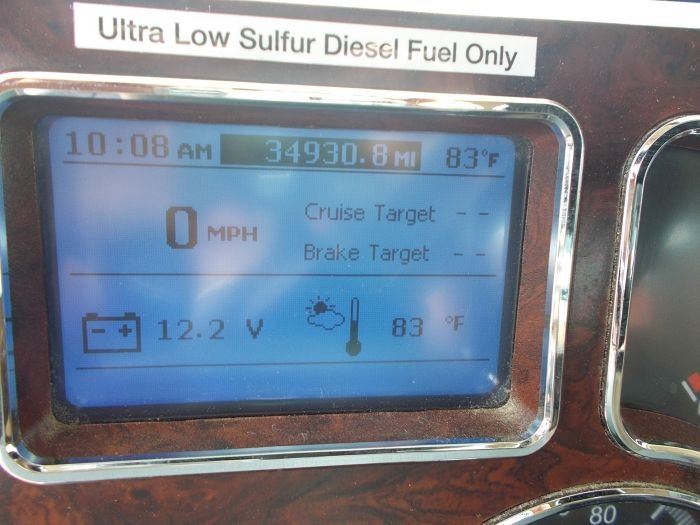 Ultra Low Sulfur Diesel Fuel Only
10:08 AM 34930.8 MI 83°F
0 MPH
Cruise Target - -
Brake Target - -
- + 12.2 V 83 °F
80